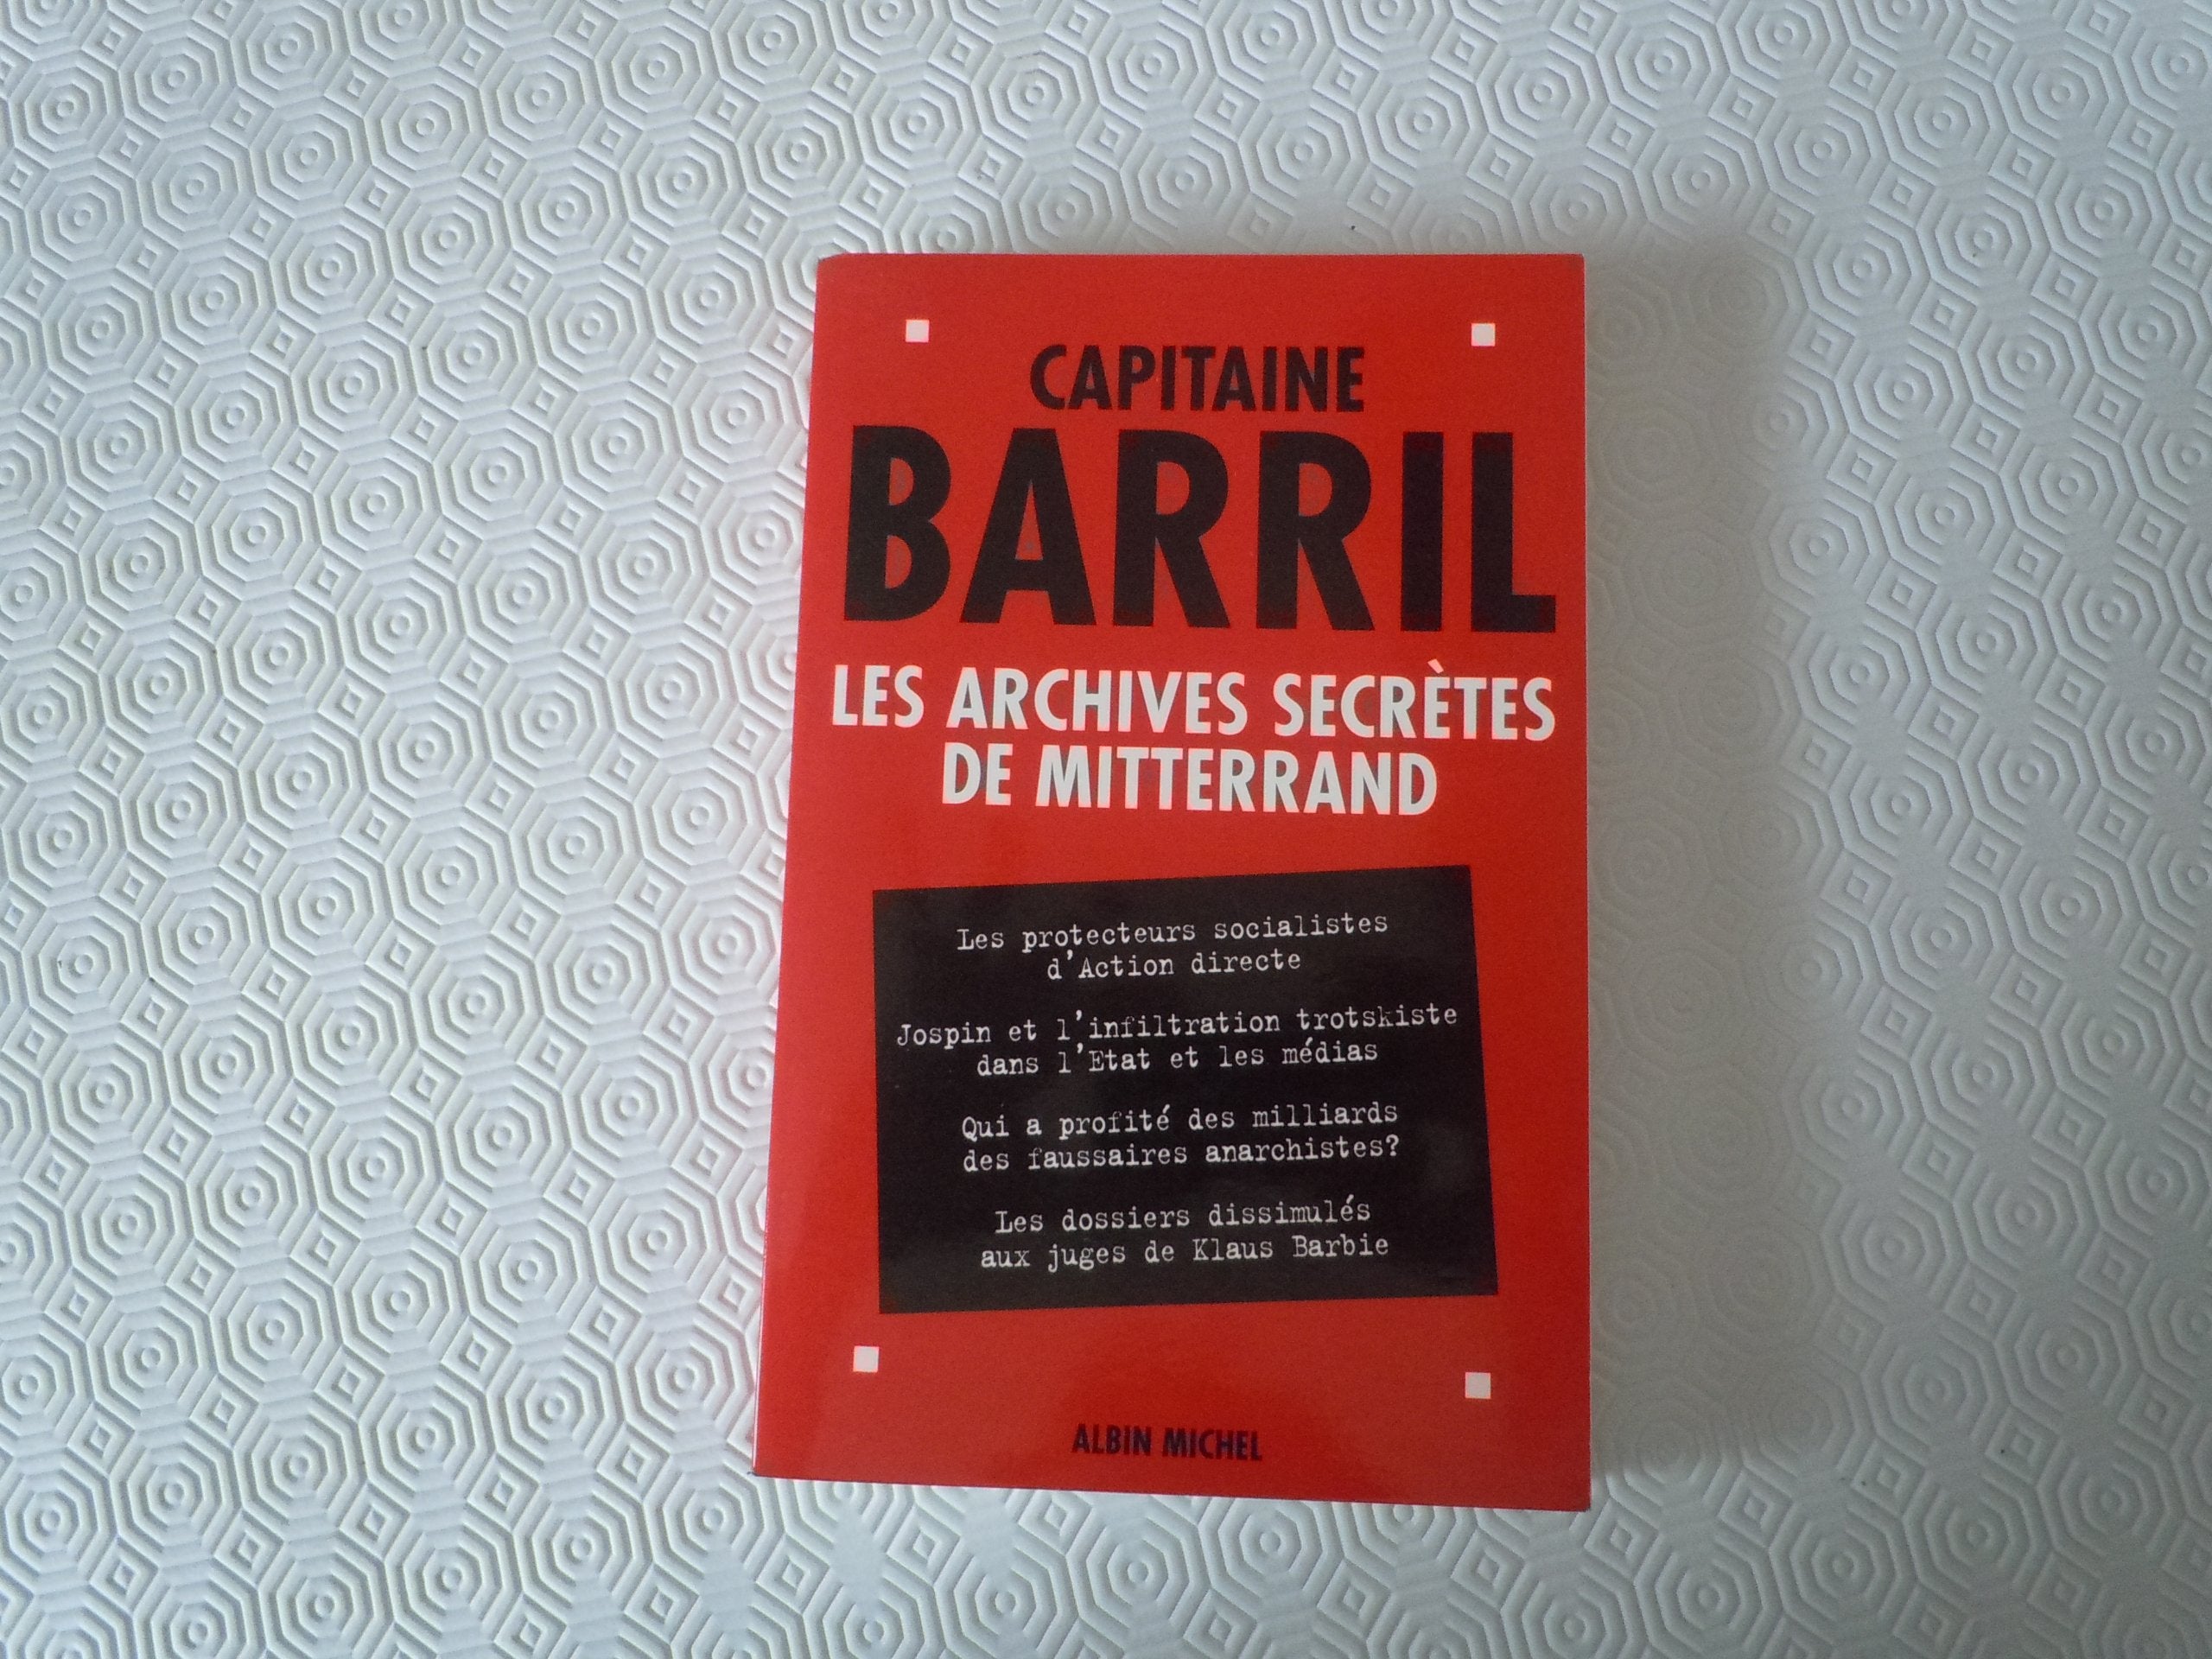 CAPITAINE
BARRIL
LES ARCHIVES SECRÈTES
DE MITTERRAND
Les protecteurs socialistes
d'Action directe
Jospin et l'infiltration trotskiste
dans l'Etat et les médias
Qui a profité des milliards
des faussaires anarchistes?
Les dossiers dissimulés
aux juges de Klaus Barbie
ALBIN MICHEL